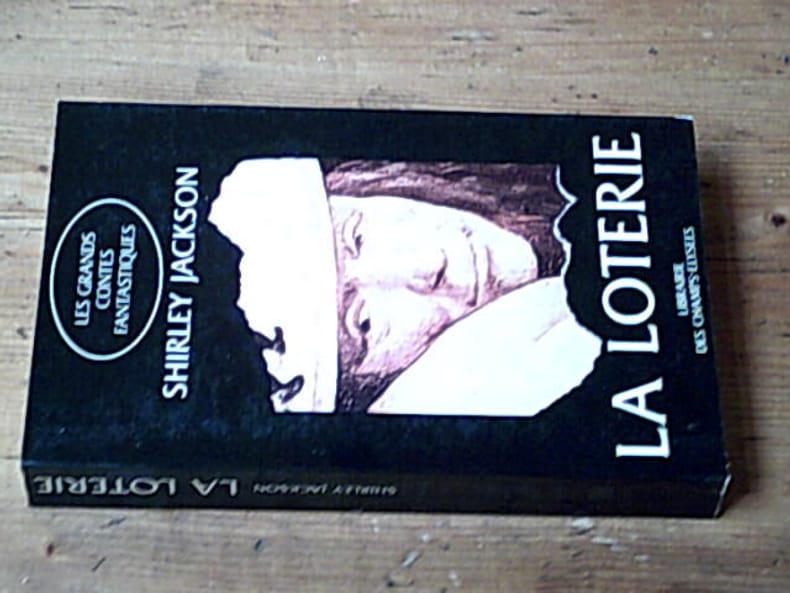 LES GRANDS
CONTES
FANTASTIQUES
SHIRLEY JACKSON
LA LOTERIE
LIBRAIRIE
DES CHAMPS-ELYSEES
SHIRLEY JACKSON LA LOTERIE